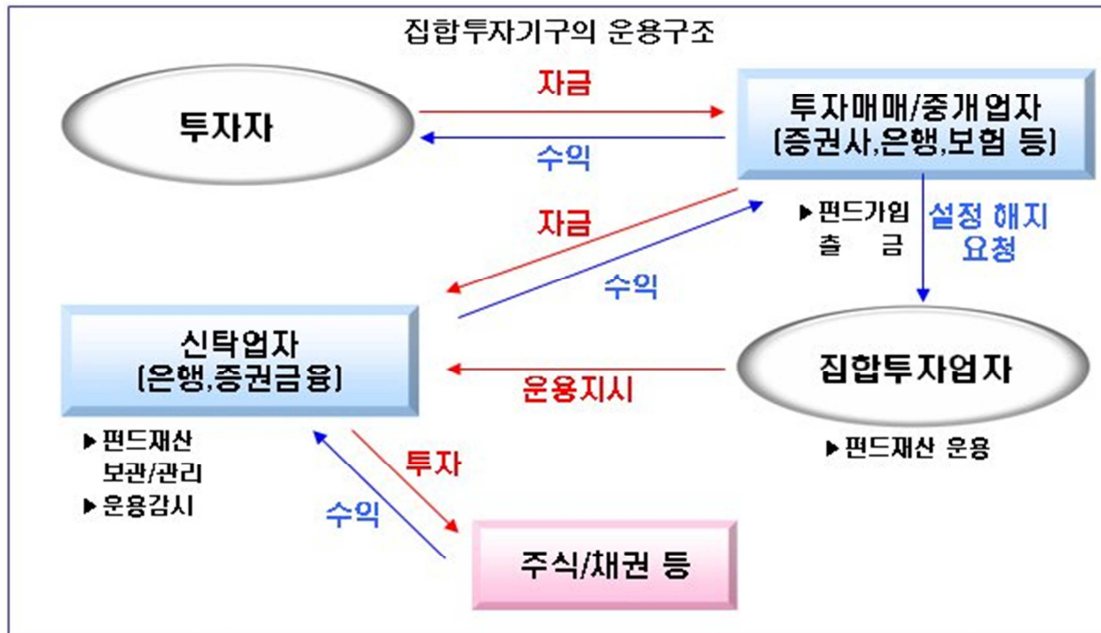 집합투자기구의 운용구조
자금
투자자
투자매매/중개업자
(증권사,은행,보험 등)
수익
자금
▶펀드가입
출 금
설정 해지
요청
수익
신탁업자
(은행,증권금융)
집합투자업자
운용지시
▶펀드재산
보관/관리
▶운용감시
▶펀드재산 운용
투자
수익
주식/채권 등